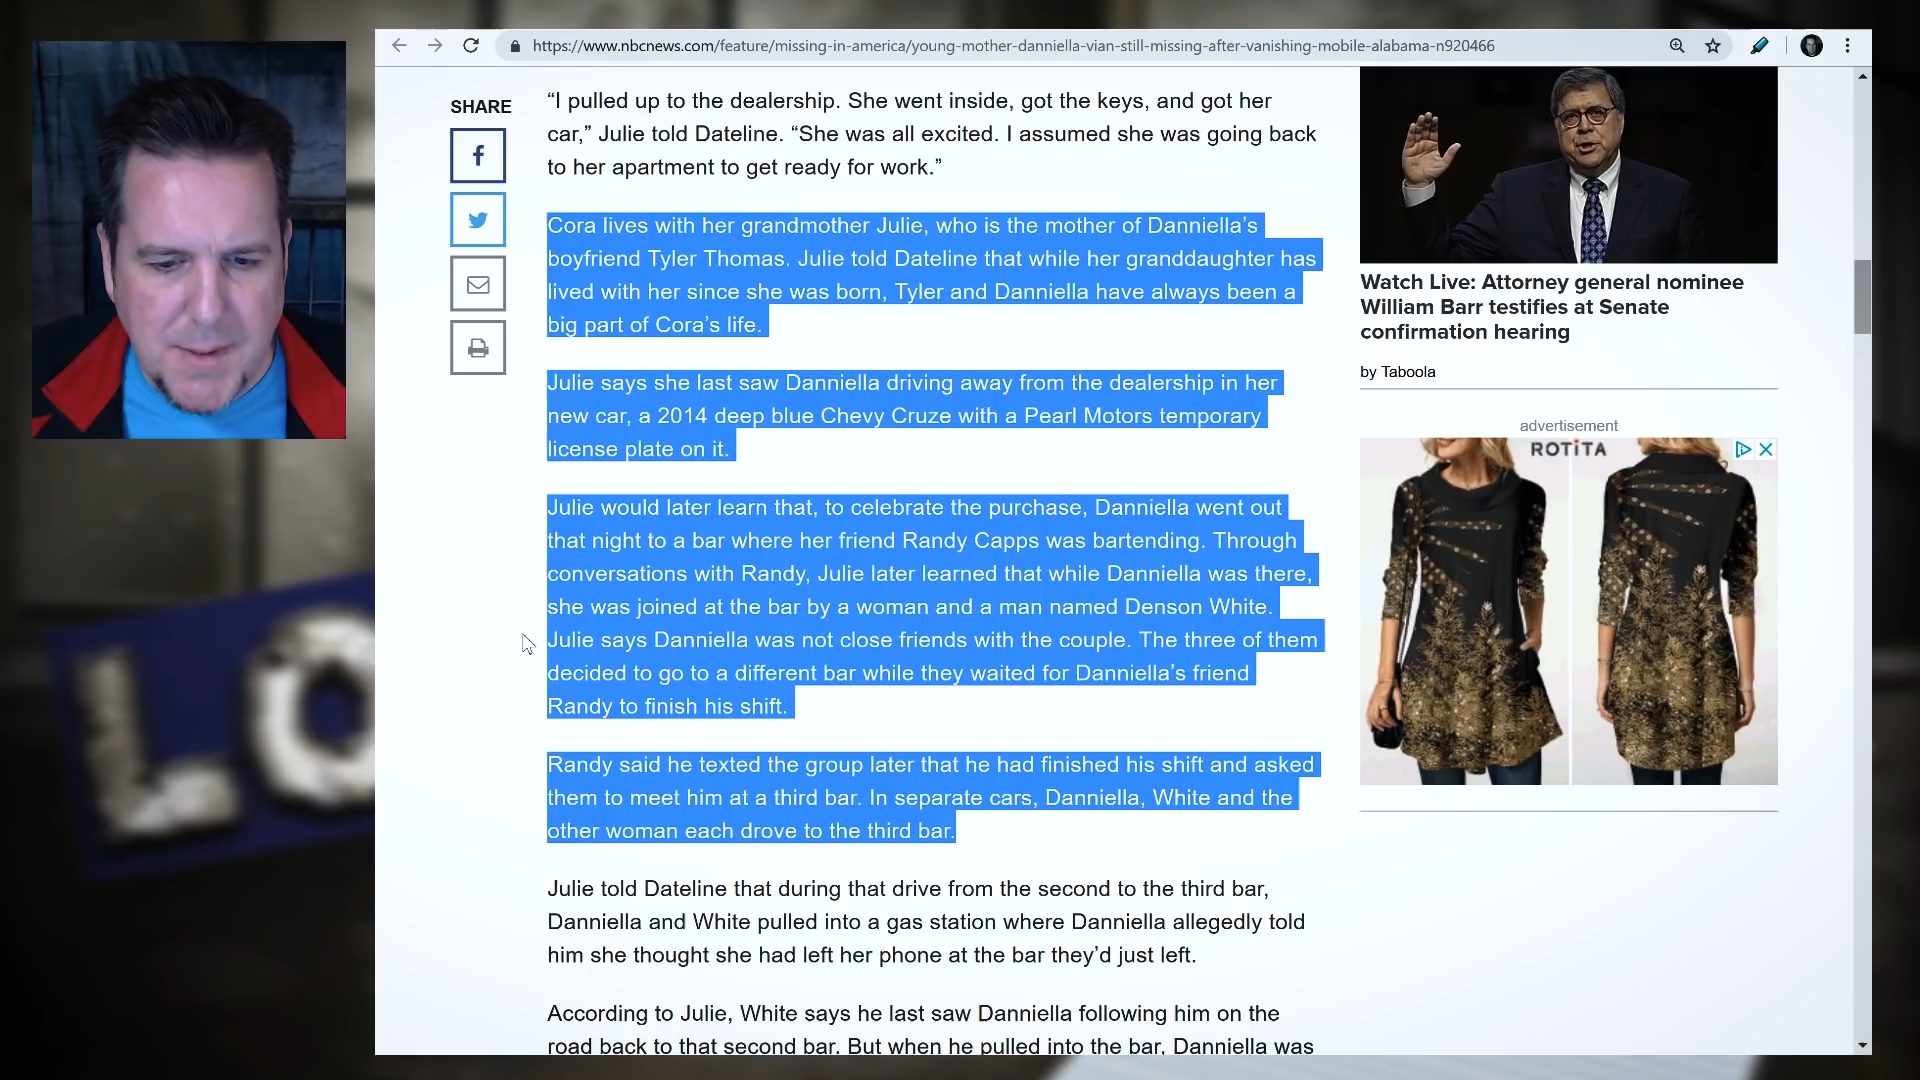 https://www.nbcnews.com/feature/missing-in-america/young-mother-danniella-vian-still-missing-after-vanishing-mobile-alabama-n920466
SHARE
“I pulled up to the dealership. She went inside, got the keys, and got her
car,” Julie told Dateline. “She was all excited. I assumed she was going back
to her apartment to get ready for work.”
Cora lives with her grandmother Julie, who is the mother of Danniella’s
boyfriend Tyler Thomas. Julie told Dateline that while her granddaughter has
lived with her since she was born, Tyler and Danniella have always been a
big part of Cora’s life.
Julie says she last saw Danniella driving away from the dealership in her
new car, a 2014 deep blue Chevy Cruze with a Pearl Motors temporary
license plate on it.
Julie would later learn that, to celebrate the purchase, Danniella went out
that night to a bar where her friend Randy Capps was bartending. Through
conversations with Randy, Julie later learned that while Danniella was there,
she was joined at the bar by a woman and a man named Denson White.
Julie says Danniella was not close friends with the couple. The three of them
decided to go to a different bar while they waited for Danniella’s friend
Randy to finish his shift.
Randy said he texted the group later that he had finished his shift and asked
them to meet him at a third bar. In separate cars, Danniella, White and the
other woman each drove to the third bar.
Julie told Dateline that during that drive from the second to the third bar,
Danniella and White pulled into a gas station where Danniella allegedly told
him she thought she had left her phone at the bar they’d just left.
According to Julie, White says he last saw Danniella following him on the
road back to that second bar. But when he pulled into the bar, Danniella was
Watch Live: Attorney general nominee
William Barr testifies at Senate
confirmation hearing
by Taboola
advertisement
ROTITA
LO